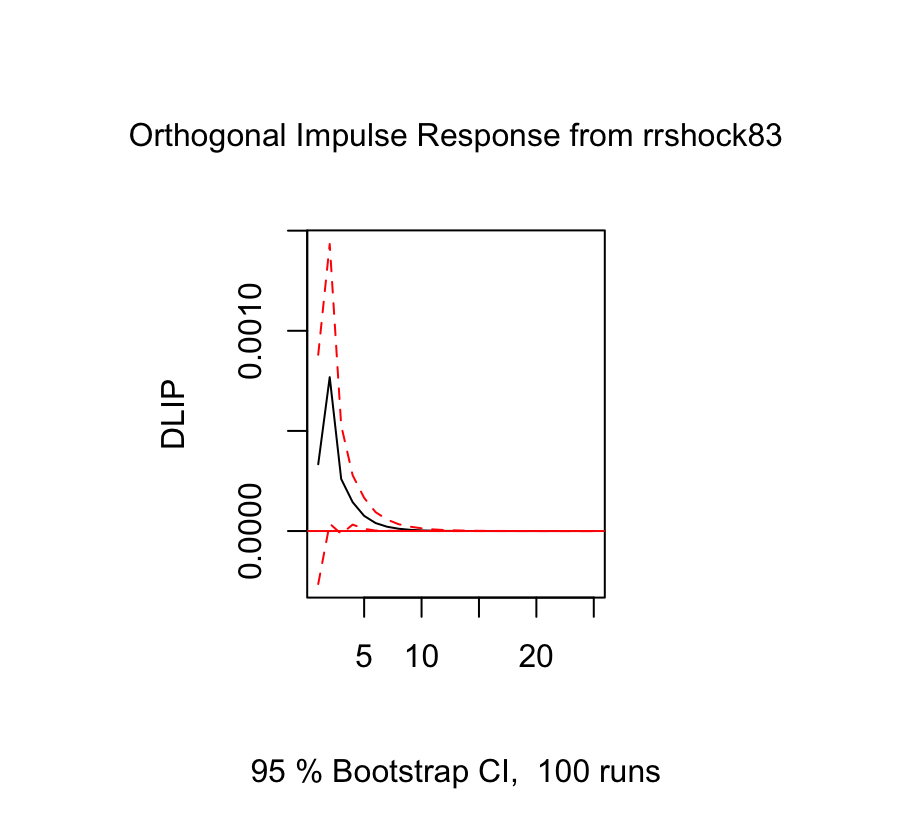 Orthogonal Impulse Response from rrshock83
DLIP
0.0010
0.0000
5 10 20
95 % Bootstrap CI,  100 runs